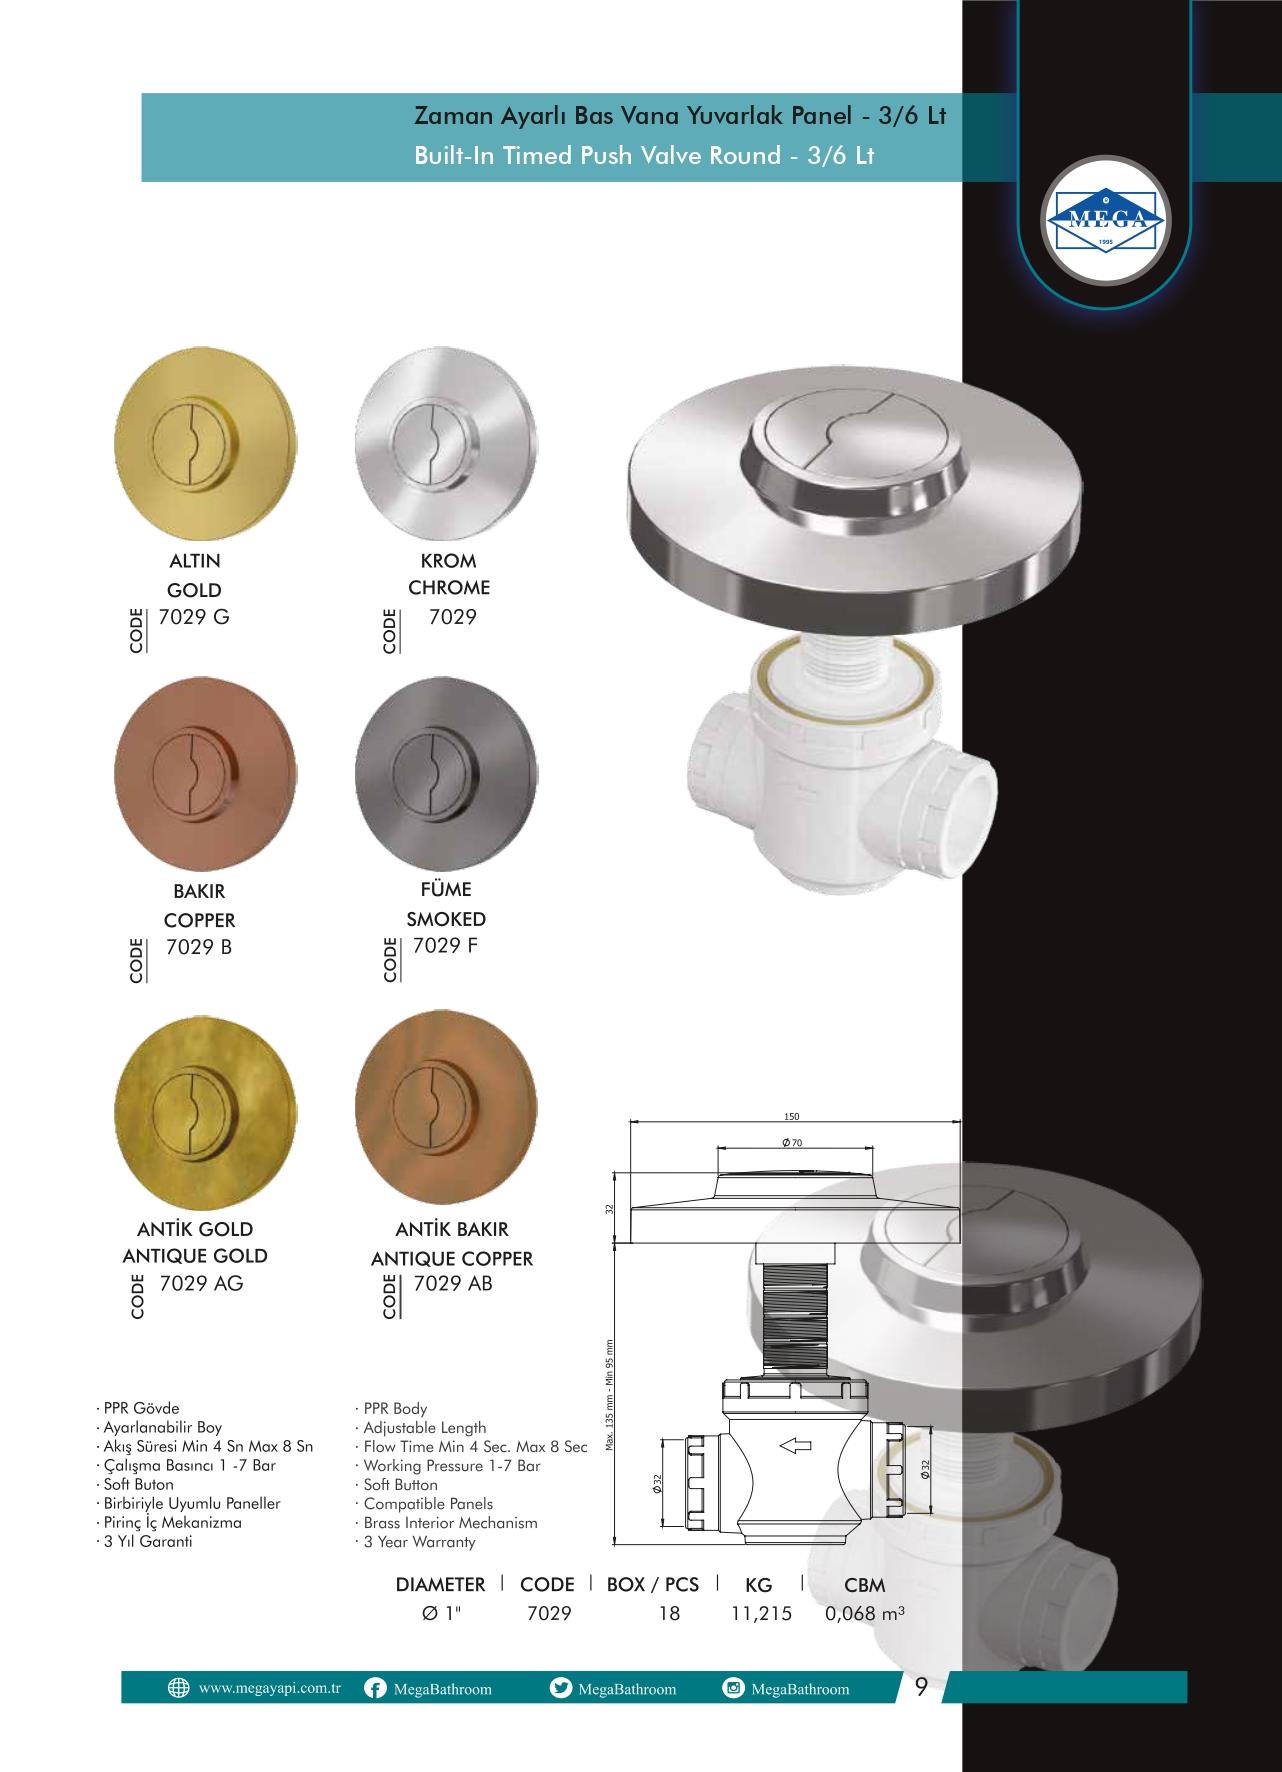 Zaman Ayarlı Bas Vana Yuvarlak Panel - 3/6 Lt
Built-In Timed Push Valve Round - 3/6 Lt
MEGA
1995
ALTIN
GOLD
CODE 7029 G
KROM
CHROME
CODE 7029
BAKIR
COPPER
CODE 7029 B
FÜME
SMOKED
CODE 7029 F
ANTİK GOLD
ANTIQUE GOLD
CODE 7029 AG
ANTİK BAKIR
ANTIQUE COPPER
CODE 7029 AB
150
Ø70
32
Max. 135 mm - Min 95 mm
Ø32
Ø32
· PPR Gövde
· Ayarlanabilir Boy
· Akış Süresi Min 4 Sn Max 8 Sn
· Çalışma Basıncı 1 -7 Bar
· Soft Buton
· Birbiriyle Uyumlu Paneller
· Pirinç İç Mekanizma
· 3 Yıl Garanti
· PPR Body
· Adjustable Length
· Flow Time Min 4 Sec. Max 8 Sec
· Working Pressure 1-7 Bar
· Soft Button
· Compatible Panels
· Brass Interior Mechanism
· 3 Year Warranty
DIAMETER | CODE | BOX / PCS | KG | CBM
Ø 1" 7029 18 11,215 0,068 m³
www.megayapi.com.tr MegaBathroom MegaBathroom MegaBathroom 9